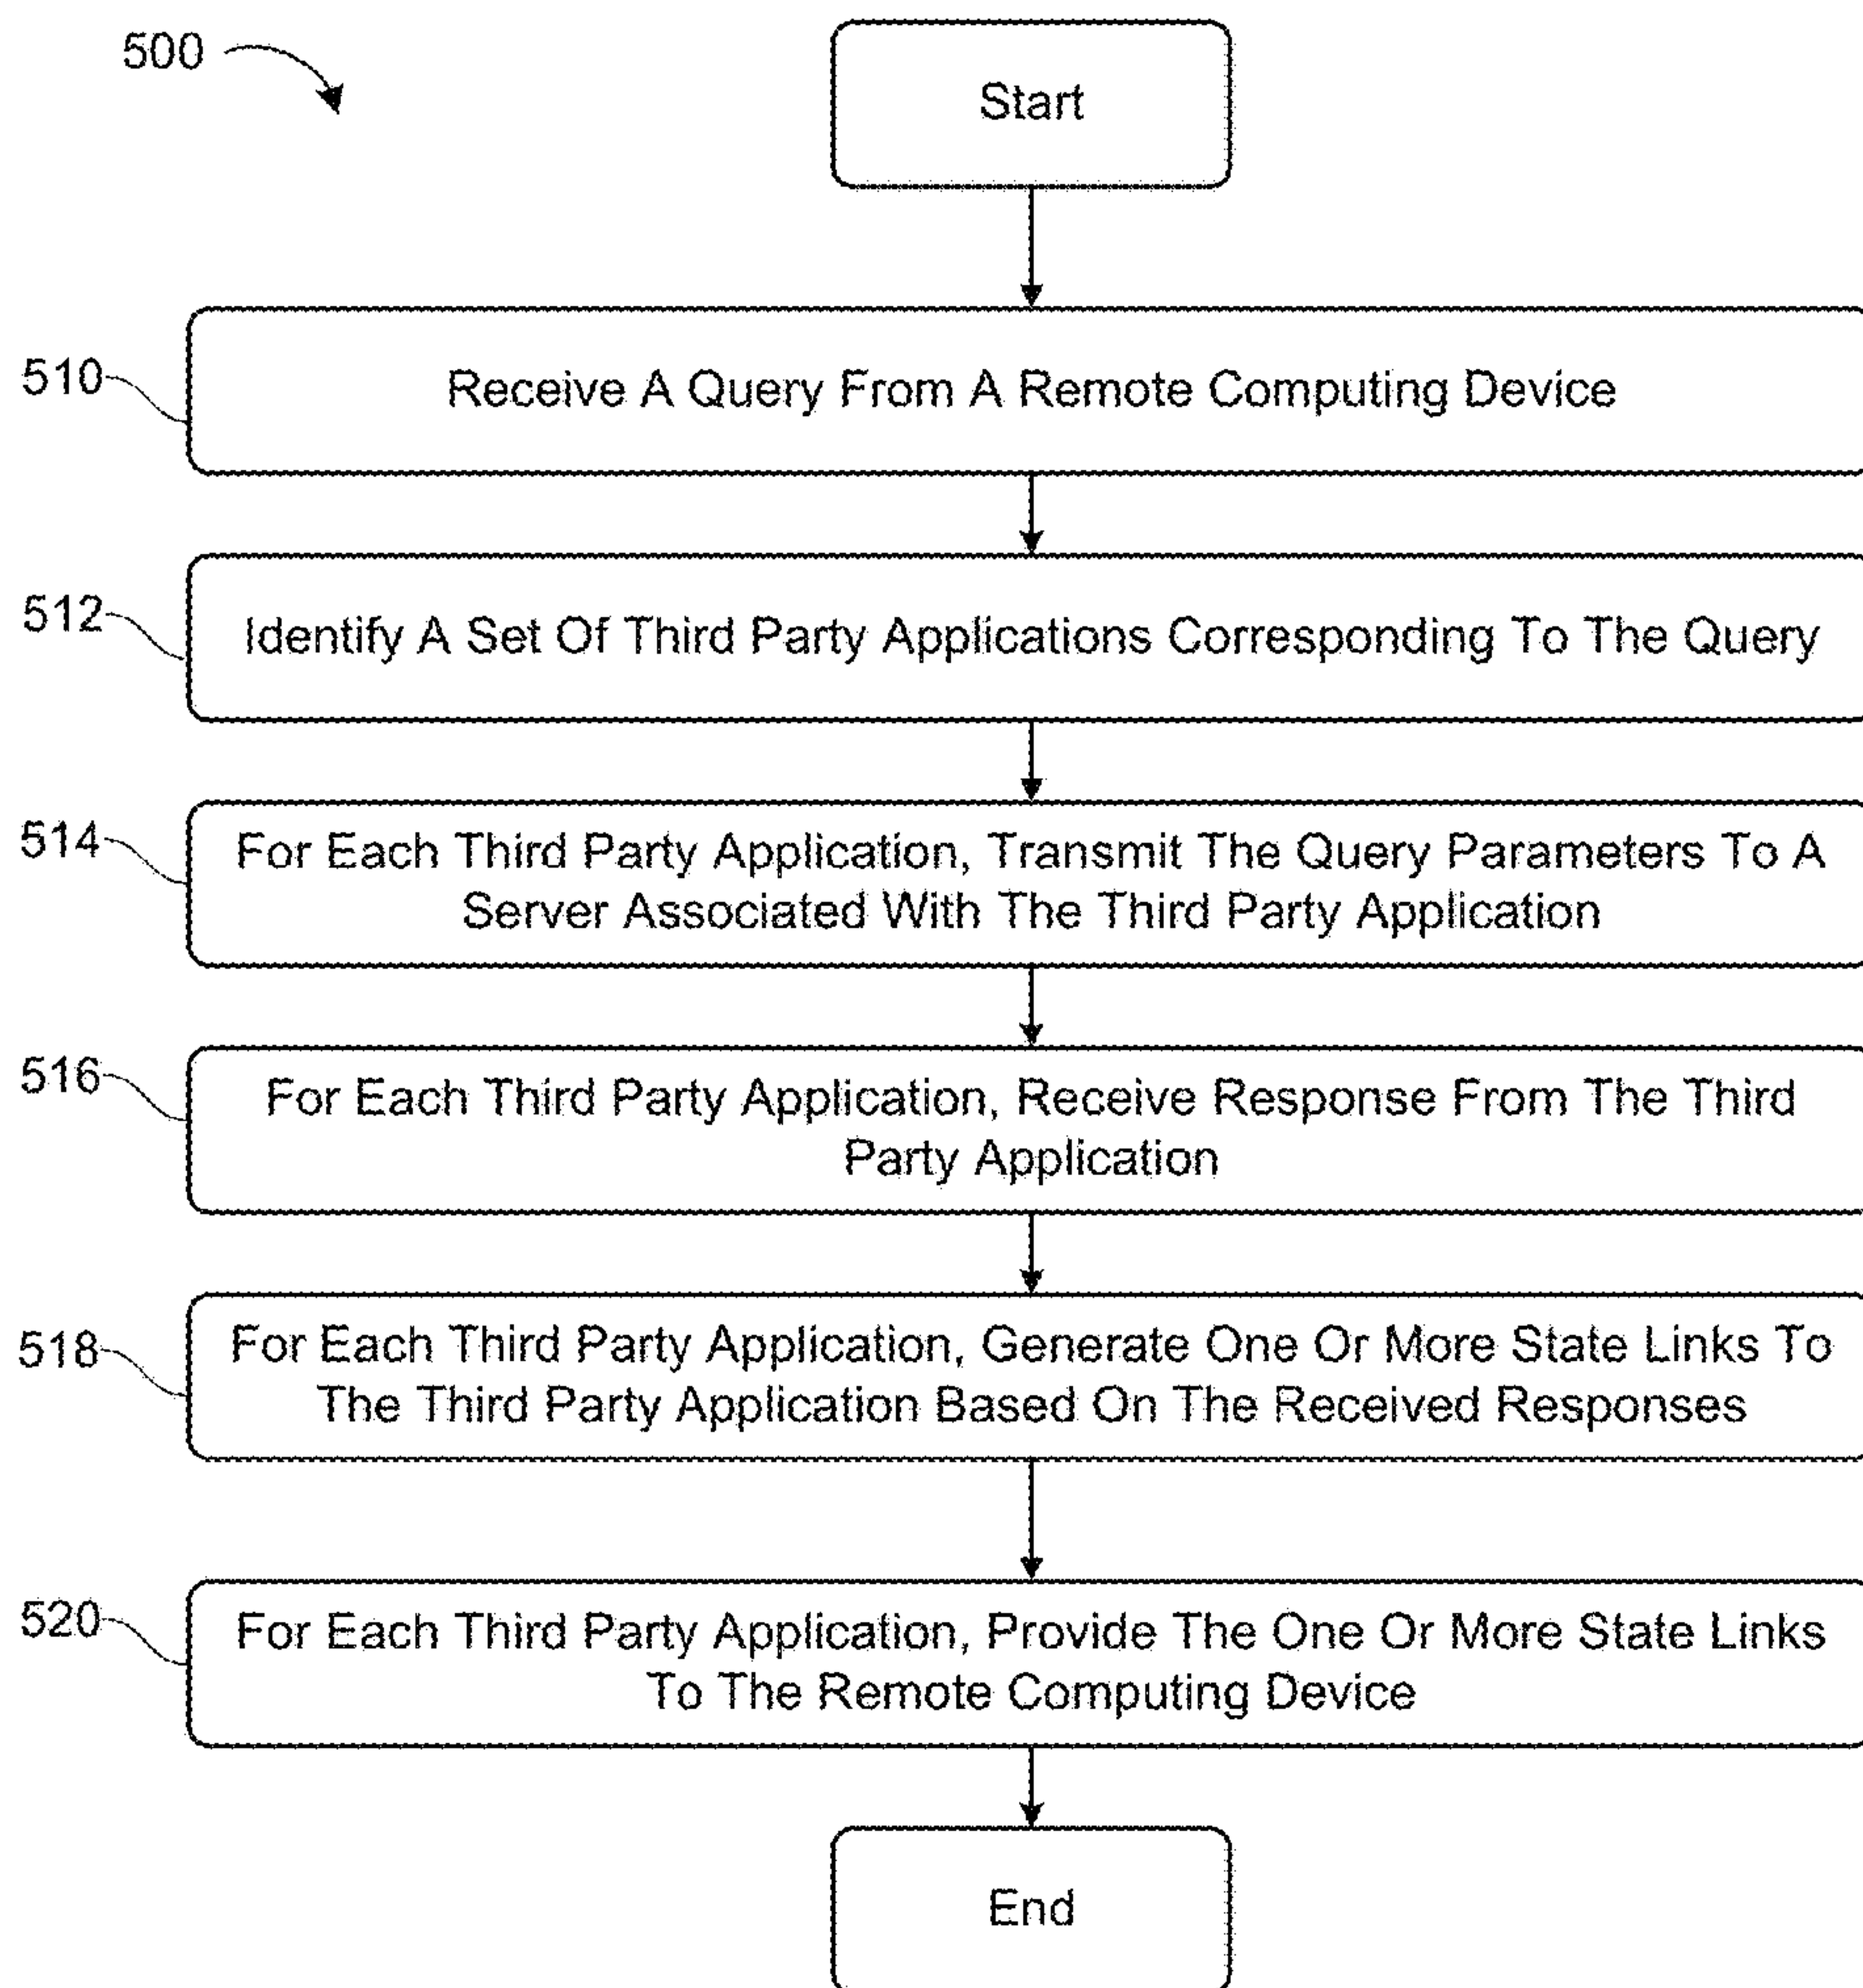 500
Start
510
Receive A Query From A Remote Computing Device
512
Identify A Set Of Third Party Applications Corresponding To The Query
514
For Each Third Party Application, Transmit The Query Parameters To A
Server Associated With The Third Party Application
516
For Each Third Party Application, Receive Response From The Third
Party Application
518
For Each Third Party Application, Generate One Or More State Links To
The Third Party Application Based On The Received Responses
520
For Each Third Party Application, Provide The One Or More State Links
To The Remote Computing Device
End